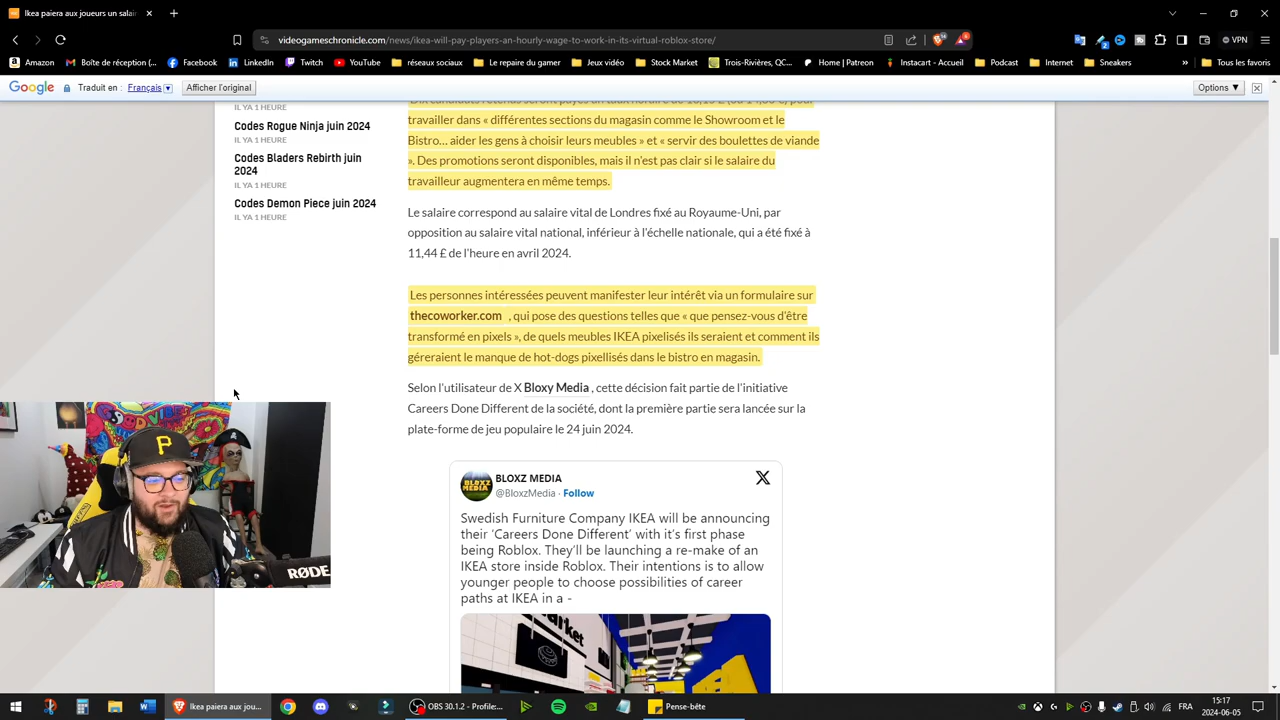 Ikea paiera aux joueurs un salair
videogameschronicle.com/news/ikea-will-pay-players-an-hourly-wage-to-work-in-its-virtual-roblox-store/
VPN
Amazon
Boîte de réception (...
Facebook
LinkedIn
Twitch
YouTube
réseaux sociaux
Le repaire du gamer
Jeux vidéo
Stock Market
Trois-Rivières, QC...
Home | Patreon
Instacart - Accueil
Podcast
Internet
Sneakers
»
Tous les favoris
Google
Traduit en :
Français
Afficher l'original
Options ▼
IL YA 1 HEURE
Codes Rogue Ninja juin 2024
IL YA 1 HEURE
Codes Bladers Rebirth juin
2024
IL YA 1 HEURE
Codes Demon Piece juin 2024
IL YA 1 HEURE
travailler dans « différentes sections du magasin comme le Showroom et le
Bistro… aider les gens à choisir leurs meubles » et « servir des boulettes de viande
». Des promotions seront disponibles, mais il n'est pas clair si le salaire du
travailleur augmentera en même temps.
Le salaire correspond au salaire vital de Londres fixé au Royaume-Uni, par
opposition au salaire vital national, inférieur à l'échelle nationale, qui a été fixé à
11,44 £ de l'heure en avril 2024.
Les personnes intéressées peuvent manifester leur intérêt via un formulaire sur
thecoworker.com , qui pose des questions telles que « que pensez-vous d'être
transformé en pixels », de quels meubles IKEA pixelisés ils seraient et comment ils
géreraient le manque de hot-dogs pixellisés dans le bistro en magasin.
Selon l'utilisateur de X Bloxy Media , cette décision fait partie de l'initiative
Careers Done Different de la société, dont la première partie sera lancée sur la
plate-forme de jeu populaire le 24 juin 2024.
BLOXZ MEDIA
@BloxzMedia · Follow
Swedish Furniture Company IKEA will be announcing
their 'Careers Done Different' with it's first phase
being Roblox. They'll be launching a re-make of an
IKEA store inside Roblox. Their intentions is to allow
younger people to choose possibilities of career
paths at IKEA in a -
market
P
RØDE
Ikea paiera aux jou...
OBS 30.1.2 - Profile:...
Pense-bête
FRA
15:17
2024-06-05